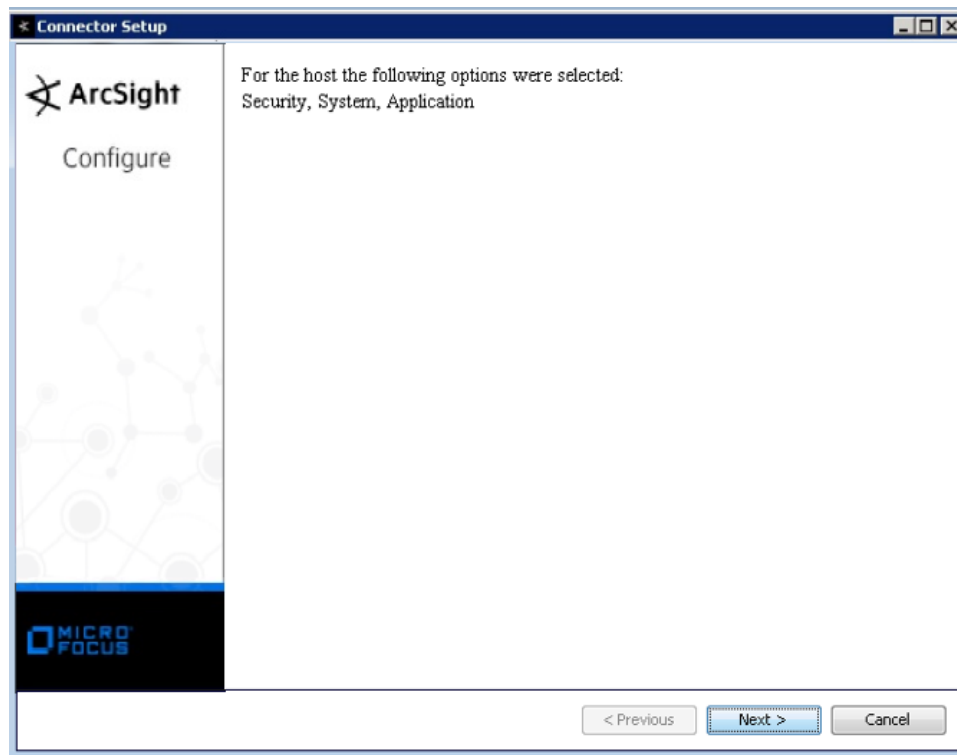 Connector Setup
ArcSight
Configure
For the host the following options were selected:
Security, System, Application
MICRO
FOCUS
< Previous
Next >
Cancel